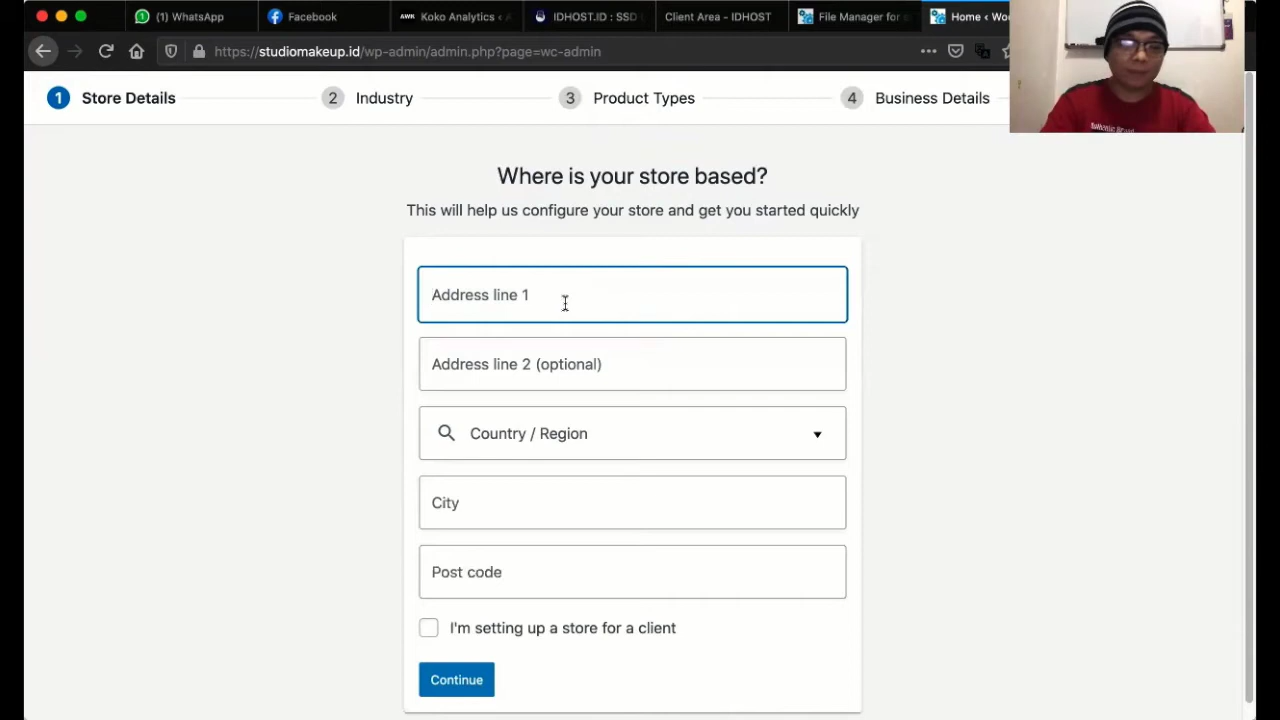 (1) WhatsApp
Facebook
AWK Koko Analytics ‹
IDHOST.ID : SSD
Client Area - IDHOST
File Manager for
Home ‹ Woo
https://studiomakeup.id/wp-admin/admin.php?page=wc-admin
1 Store Details
2 Industry
3 Product Types
4 Business Details
Where is your store based?
This will help us configure your store and get you started quickly
Address line 1
Address line 2 (optional)
Country / Region
City
Post code
I'm setting up a store for a client
Continue